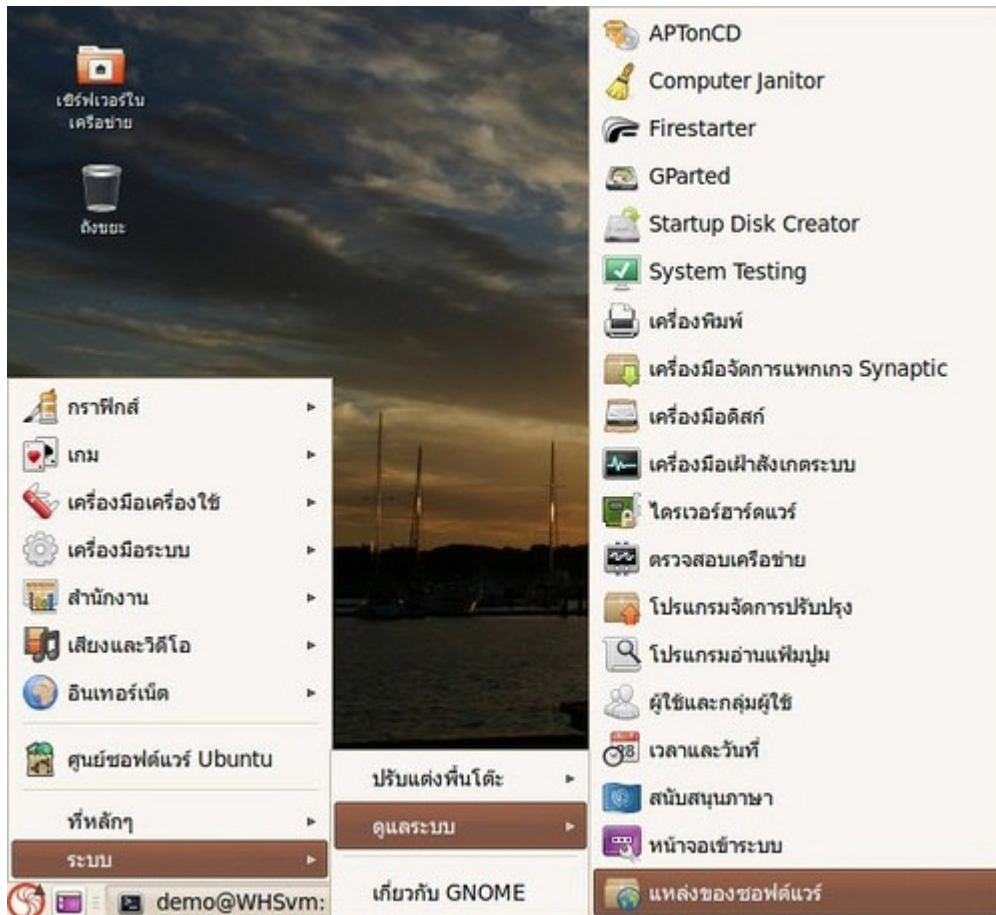 เซิร์ฟเวอร์ใน
เครือข่าย
ถังขยะ
กราฟิกส์
เกม
เครื่องมือเครื่องใช้
เครื่องมือระบบ
สำนักงาน
เสียงและวิดีโอ
อินเทอร์เน็ต
ศูนย์ซอฟต์แวร์ Ubuntu
ที่หลักๆ
ระบบ
demo@WHSvm:
ปรับแต่งพื้นโต๊ะ
ดูแลระบบ
เกี่ยวกับ GNOME
APTonCD
Computer Janitor
Firestarter
GParted
Startup Disk Creator
System Testing
เครื่องพิมพ์
เครื่องมือจัดการแพกเกจ Synaptic
เครื่องมือดิสก์
เครื่องมือเฝ้าสังเกตระบบ
ไดรเวอร์ฮาร์ดแวร์
ตรวจสอบเครือข่าย
โปรแกรมจัดการปรับปรุง
โปรแกรมอ่านแฟ้มปูม
ผู้ใช้และกลุ่มผู้ใช้
28
เวลาและวันที่
สนับสนุนภาษา
หน้าจอเข้าระบบ
แหล่งของซอฟต์แวร์